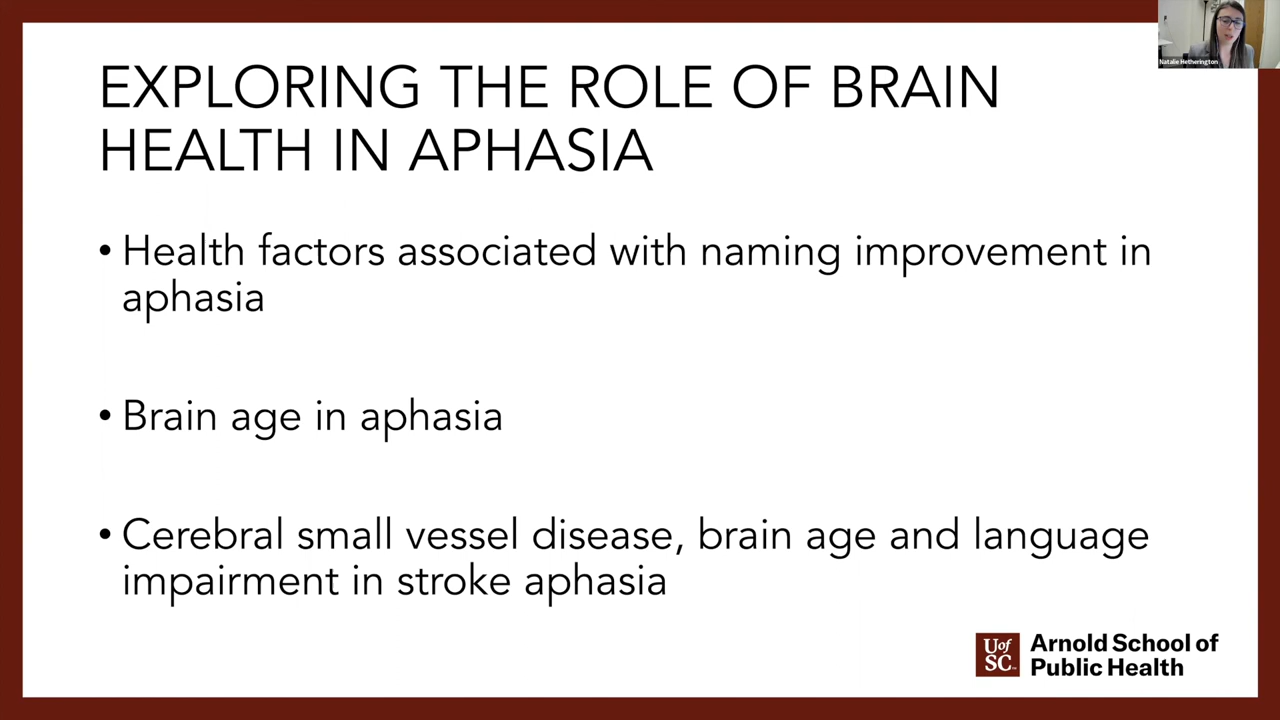 Natalie Hetherington
EXPLORING THE ROLE OF BRAIN
HEALTH IN APHASIA
• Health factors associated with naming improvement in
aphasia
• Brain age in aphasia
• Cerebral small vessel disease, brain age and language
impairment in stroke aphasia
UofSC
Arnold School of
Public Health